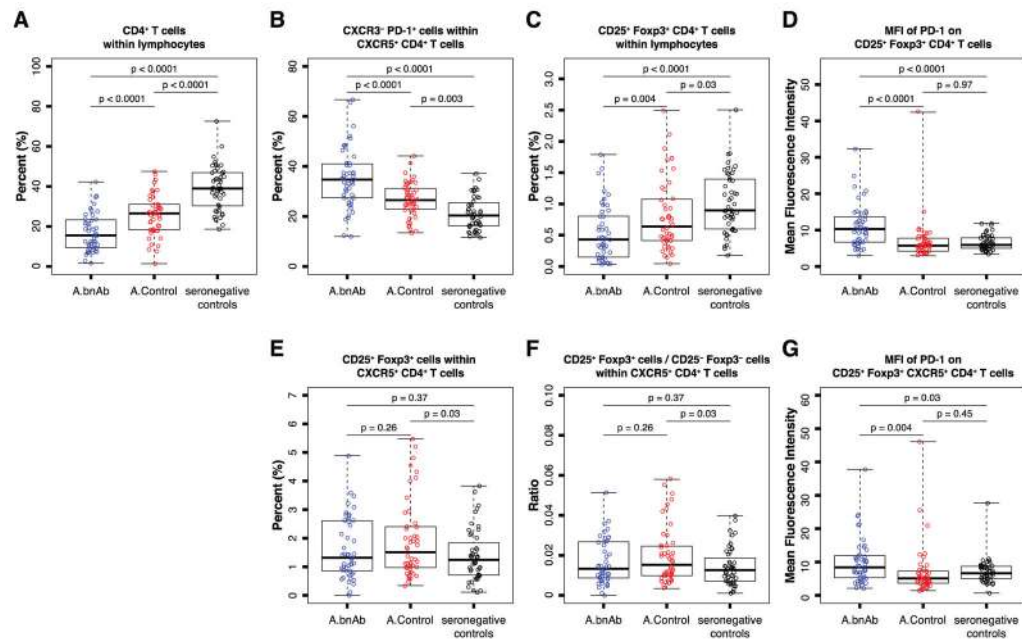 A
CD4⁺ T cells
within lymphocytes
Percent (%)
100
80
60
40
20
0
p < 0.0001
p < 0.0001
p < 0.0001
A.bnAb
A.Control
seronegative
controls
B
CXCR3⁻ PD-1⁺ cells within
CXCR5⁺ CD4⁺ T cells
Percent (%)
80
60
40
20
0
p < 0.0001
p < 0.0001
p = 0.003
A.bnAb
A.Control
seronegative
controls
C
CD25⁺ Foxp3⁺ CD4⁺ T cells
within lymphocytes
Percent (%)
3.0
2.5
2.0
1.5
1.0
0.5
0.0
p < 0.0001
p = 0.004
p = 0.03
A.bnAb
A.Control
seronegative
controls
D
MFI of PD-1 on
CD25⁺ Foxp3⁺ CD4⁺ T cells
Mean Fluorescence Intensity
50
40
30
20
10
0
p < 0.0001
p = 0.97
p < 0.0001
A.bnAb
A.Control
seronegative
controls
E
CD25⁺ Foxp3⁺ cells within
CXCR5⁺ CD4⁺ T cells
Percent (%)
7
6
5
4
3
2
1
0
p = 0.37
p = 0.03
p = 0.26
A.bnAb
A.Control
seronegative
controls
F
CD25⁺ Foxp3⁺ cells / CD25⁻ Foxp3⁻ cells
within CXCR5⁺ CD4⁺ T cells
Ratio
0.10
0.08
0.06
0.04
0.02
0.00
p = 0.37
p = 0.03
p = 0.26
A.bnAb
A.Control
seronegative
controls
G
MFI of PD-1 on
CD25⁺ Foxp3⁺ CXCR5⁺ CD4⁺ T cells
Mean Fluorescence Intensity
60
50
40
30
20
10
0
p = 0.03
p = 0.45
p = 0.004
A.bnAb
A.Control
seronegative
controls